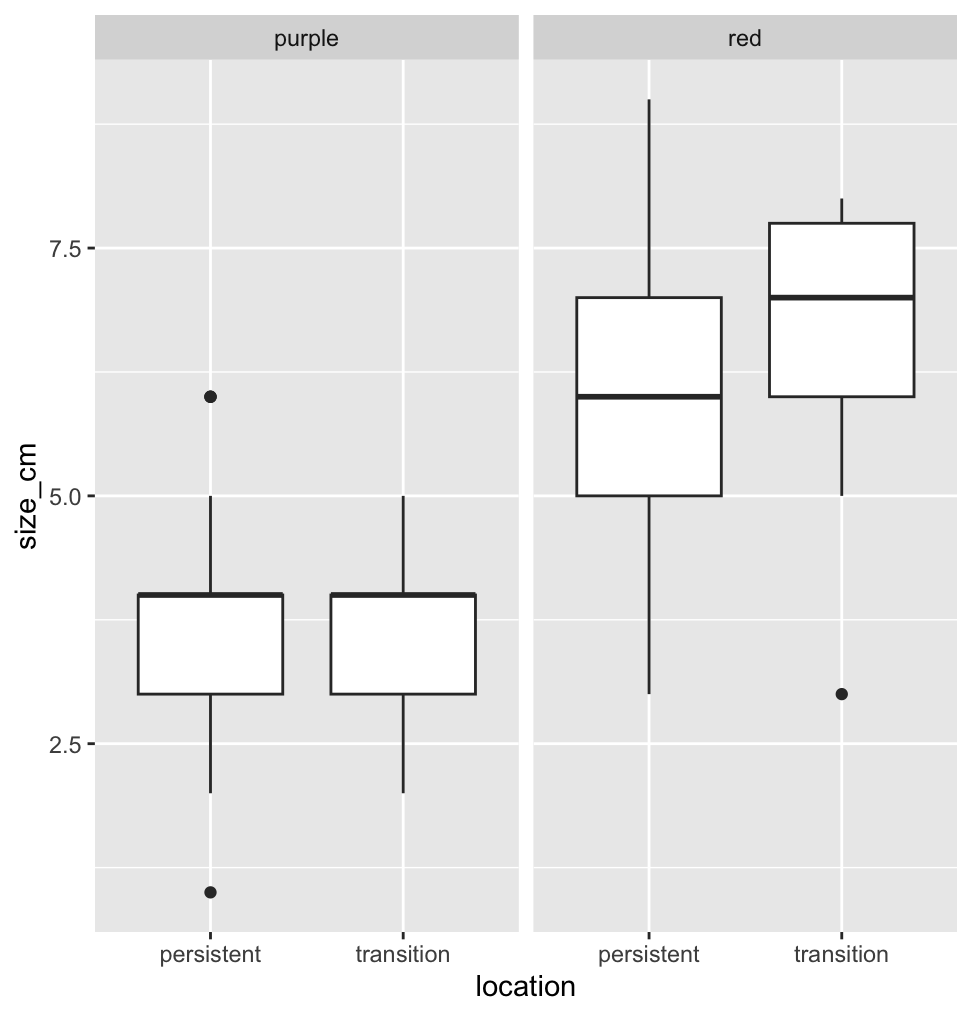 purple
red
size_cm
7.5
5.0
2.5
persistent
transition
persistent
transition
location